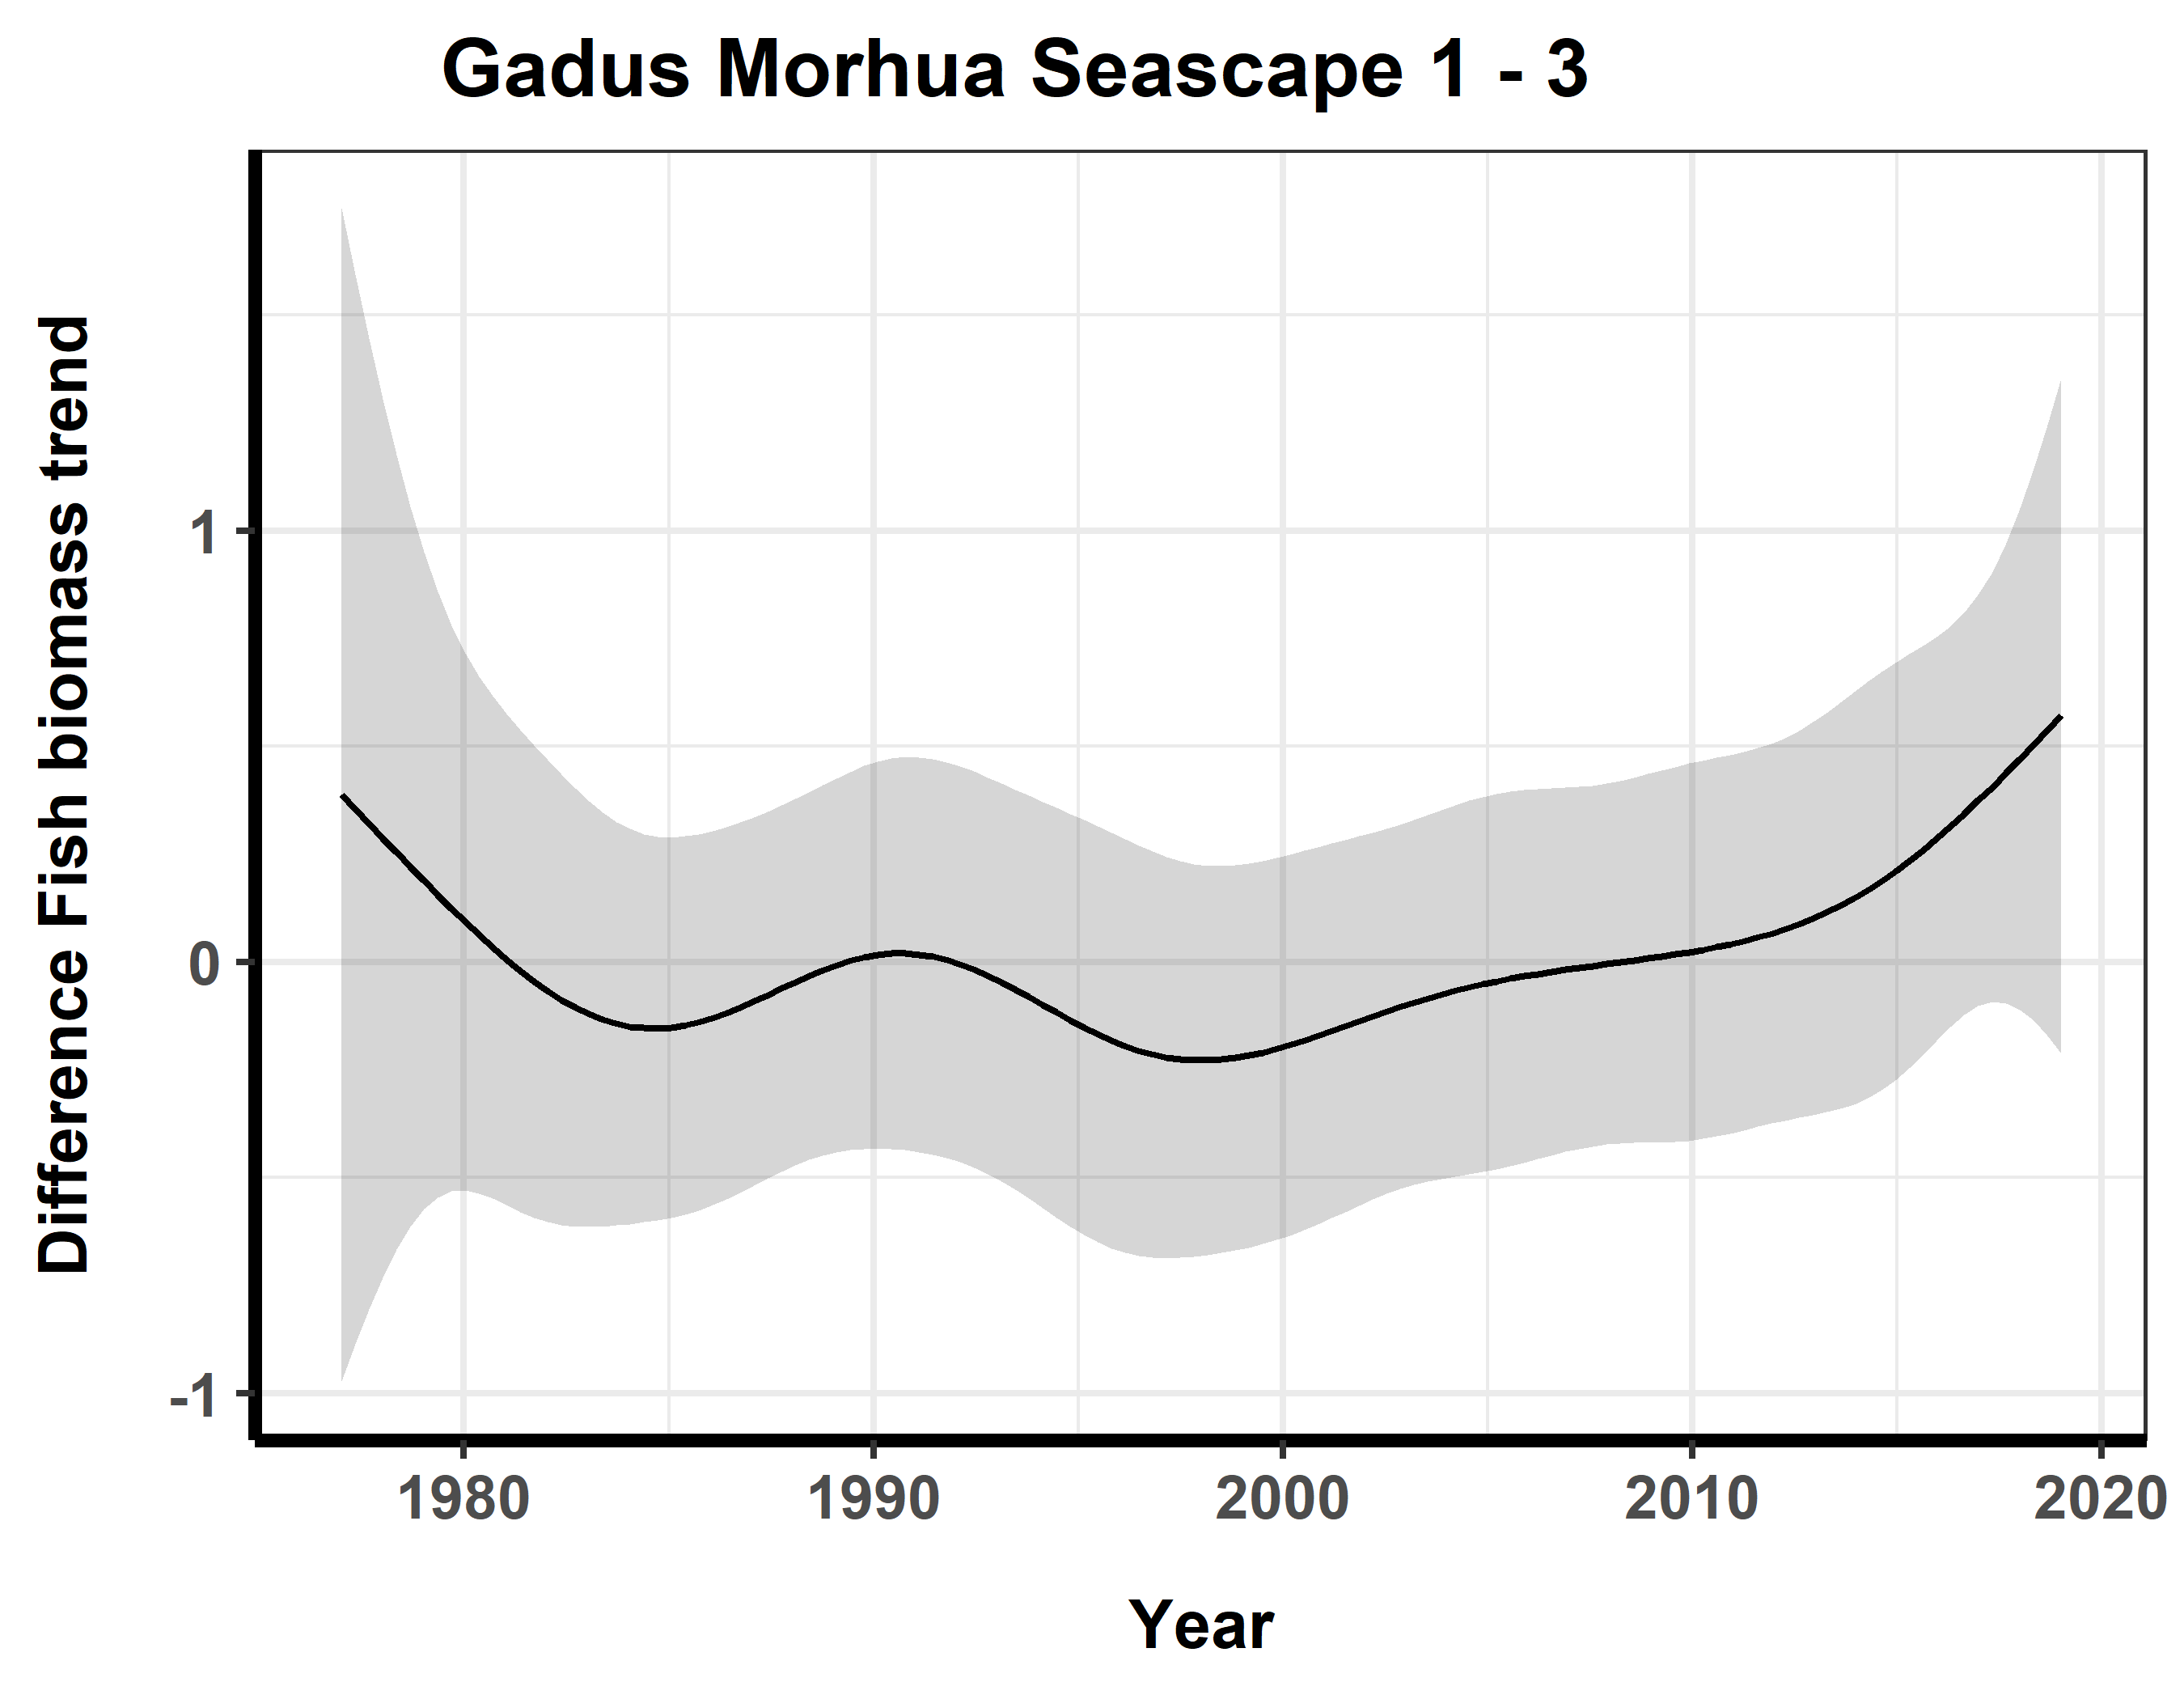 Gadus Morhua Seascape 1 - 3
Difference Fish biomass trend
1
0
-1
1980 1990 2000 2010 2020
Year